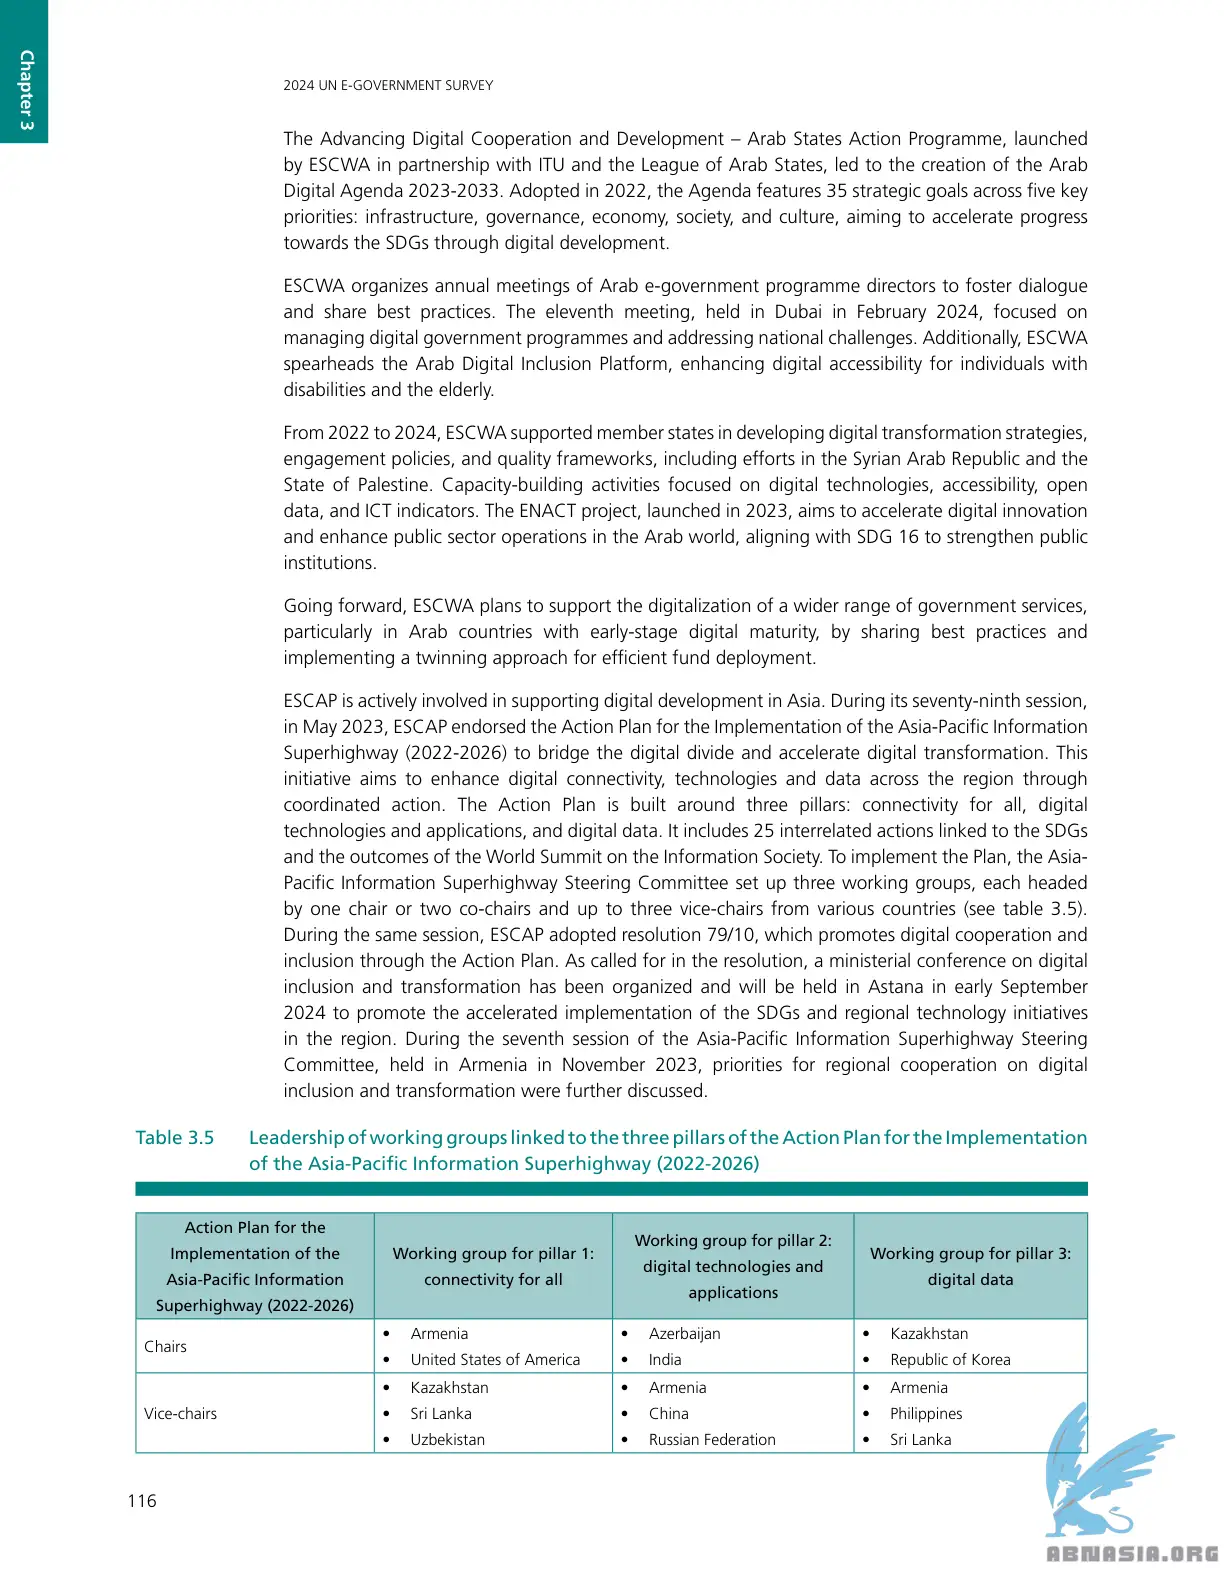 Chapter 3
2024 UN E-GOVERNMENT SURVEY
The Advancing Digital Cooperation and Development – Arab States Action Programme, launched
by ESCWA in partnership with ITU and the League of Arab States, led to the creation of the Arab
Digital Agenda 2023-2033. Adopted in 2022, the Agenda features 35 strategic goals across five key
priorities: infrastructure, governance, economy, society, and culture, aiming to accelerate progress
towards the SDGs through digital development.
ESCWA organizes annual meetings of Arab e-government programme directors to foster dialogue
and share best practices. The eleventh meeting, held in Dubai in February 2024, focused on
managing digital government programmes and addressing national challenges. Additionally, ESCWA
spearheads the Arab Digital Inclusion Platform, enhancing digital accessibility for individuals with
disabilities and the elderly.
From 2022 to 2024, ESCWA supported member states in developing digital transformation strategies,
engagement policies, and quality frameworks, including efforts in the Syrian Arab Republic and the
State of Palestine. Capacity-building activities focused on digital technologies, accessibility, open
data, and ICT indicators. The ENACT project, launched in 2023, aims to accelerate digital innovation
and enhance public sector operations in the Arab world, aligning with SDG 16 to strengthen public
institutions.
Going forward, ESCWA plans to support the digitalization of a wider range of government services,
particularly in Arab countries with early-stage digital maturity, by sharing best practices and
implementing a twinning approach for efficient fund deployment.
ESCAP is actively involved in supporting digital development in Asia. During its seventy-ninth session,
in May 2023, ESCAP endorsed the Action Plan for the Implementation of the Asia-Pacific Information
Superhighway (2022-2026) to bridge the digital divide and accelerate digital transformation. This
initiative aims to enhance digital connectivity, technologies and data across the region through
coordinated action. The Action Plan is built around three pillars: connectivity for all, digital
technologies and applications, and digital data. It includes 25 interrelated actions linked to the SDGs
and the outcomes of the World Summit on the Information Society. To implement the Plan, the Asia-
Pacific Information Superhighway Steering Committee set up three working groups, each headed
by one chair or two co-chairs and up to three vice-chairs from various countries (see table 3.5).
During the same session, ESCAP adopted resolution 79/10, which promotes digital cooperation and
inclusion through the Action Plan. As called for in the resolution, a ministerial conference on digital
inclusion and transformation has been organized and will be held in Astana in early September
2024 to promote the accelerated implementation of the SDGs and regional technology initiatives
in the region. During the seventh session of the Asia-Pacific Information Superhighway Steering
Committee, held in Armenia in November 2023, priorities for regional cooperation on digital
inclusion and transformation were further discussed.
Table 3.5 Leadership of working groups linked to the three pillars of the Action Plan for the Implementation
of the Asia-Pacific Information Superhighway (2022-2026)
Action Plan for the
Implementation of the
Asia-Pacific Information
Superhighway (2022-2026)
Working group for pillar 1:
connectivity for all
Working group for pillar 2:
digital technologies and
applications
Working group for pillar 3:
digital data
Chairs
• Armenia
• United States of America
• Azerbaijan
• India
• Kazakhstan
• Republic of Korea
Vice-chairs
• Kazakhstan
• Sri Lanka
• Uzbekistan
• Armenia
• China
• Russian Federation
• Armenia
• Philippines
• Sri Lanka
116
ABNASIA.ORG